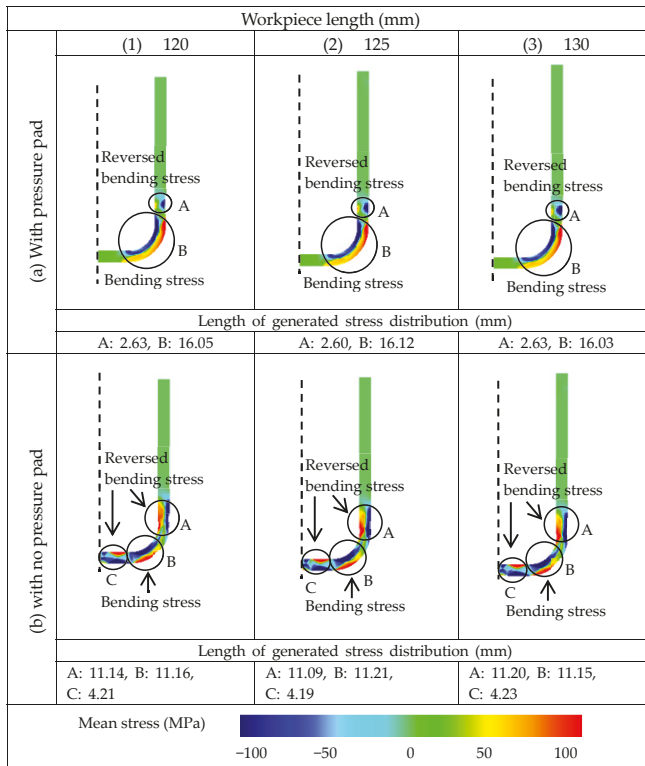 Workpiece length (mm)
(1) 120
(2) 125
(3) 130
(a) With pressure pad
Reversed
bending stress
A
B
Bending stress
Reversed
bending stress
A
B
Bending stress
Reversed
bending stress
A
B
Bending stress
Length of generated stress distribution (mm)
A: 2.63, B: 16.05
A: 2.60, B: 16.12
A: 2.63, B: 16.03
(b) with no pressure pad
Reversed
bending stress
A
B
C
Bending stress
Reversed
bending stress
A
B
C
Bending stress
Reversed
bending stress
A
B
C
Bending stress
Length of generated stress distribution (mm)
A: 11.14, B: 11.16,
C: 4.21
A: 11.09, B: 11.21,
C: 4.19
A: 11.20, B: 11.15,
C: 4.23
Mean stress (MPa)
−100 −50 0 50 100